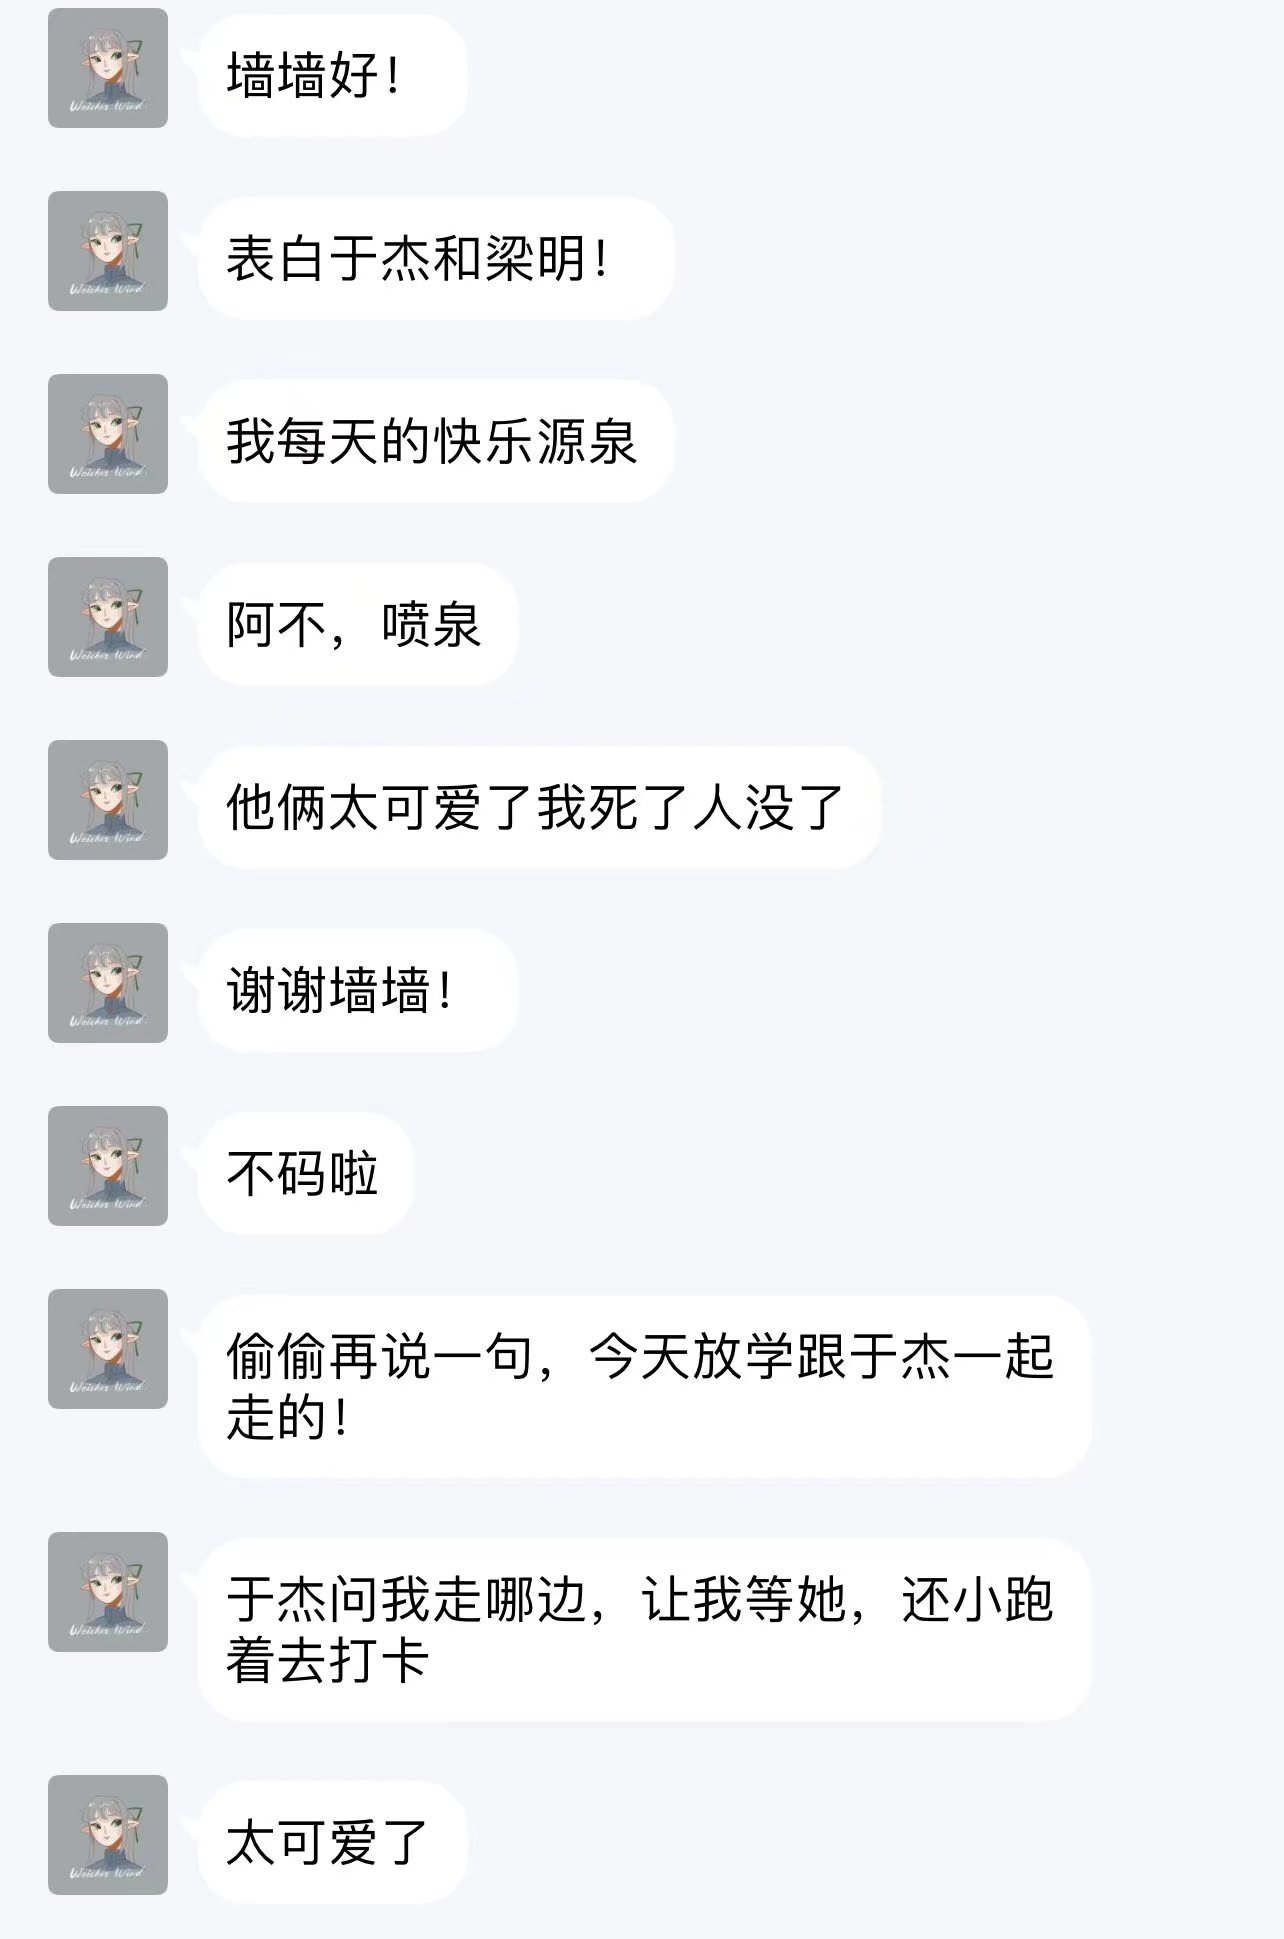 墙墙好！
表白于杰和梁明！
我每天的快乐源泉
阿不，喷泉
他俩太可爱了我死了人没了
谢谢墙墙！
不码啦
偷偷再说一句，今天放学跟于杰一起
走的！
于杰问我走哪边，让我等她，还小跑
着去打卡
太可爱了